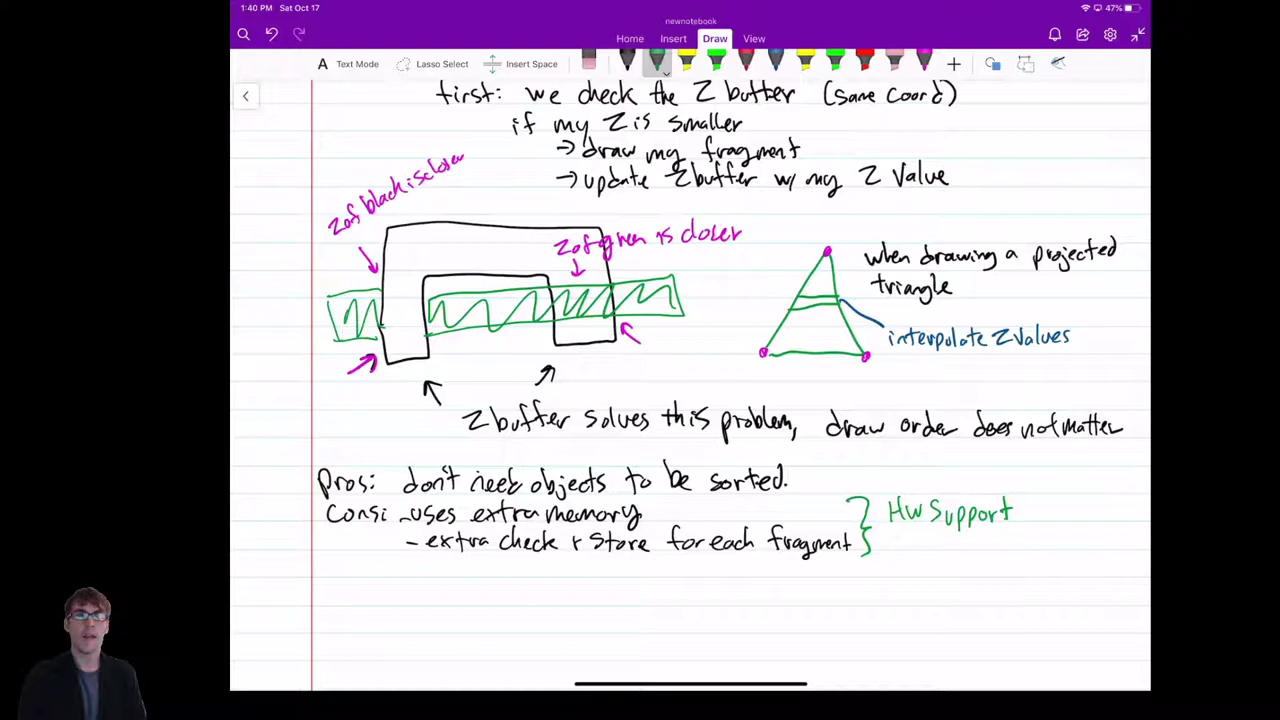 1:40 PM Sat Oct 17
47%
newnotebook
Home Insert Draw View
A Text Mode Lasso Select Insert Space
first: we check the Z buffer (same coord)
if my Z is smaller
→ draw my fragment
→ update Zbuffer w/ my Z value
Z of black is closer
Z of green is closer
when drawing a projected
triangle
interpolate Z values
Z buffer solves this problem, draw order does not matter
Pros: don't need objects to be sorted.
Cons: - uses extra memory
- extra check + store for each fragment
HW Support